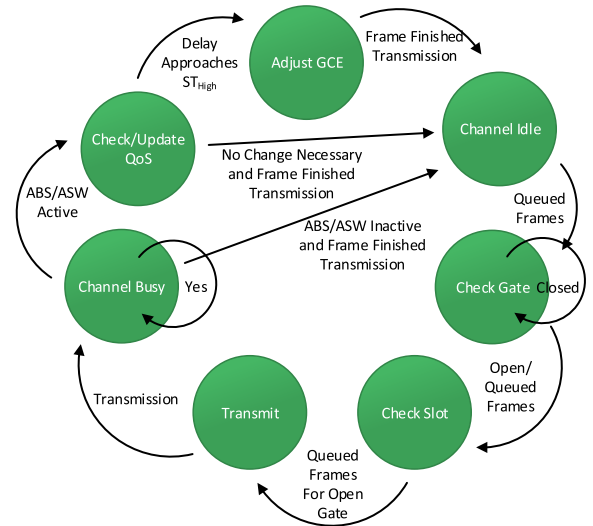 Delay
Approaches
STHigh
Adjust GCE
Frame Finished
Transmission
Check/Update
QoS
Channel Idle
No Change Necessary
and Frame Finished
Transmission
ABS/ASW
Active
Queued
Frames
ABS/ASW Inactive
and Frame Finished
Transmission
Channel Busy
Yes
Check Gate
Closed
Open/
Queued
Frames
Transmission
Transmit
Check Slot
Queued
Frames
For Open
Gate